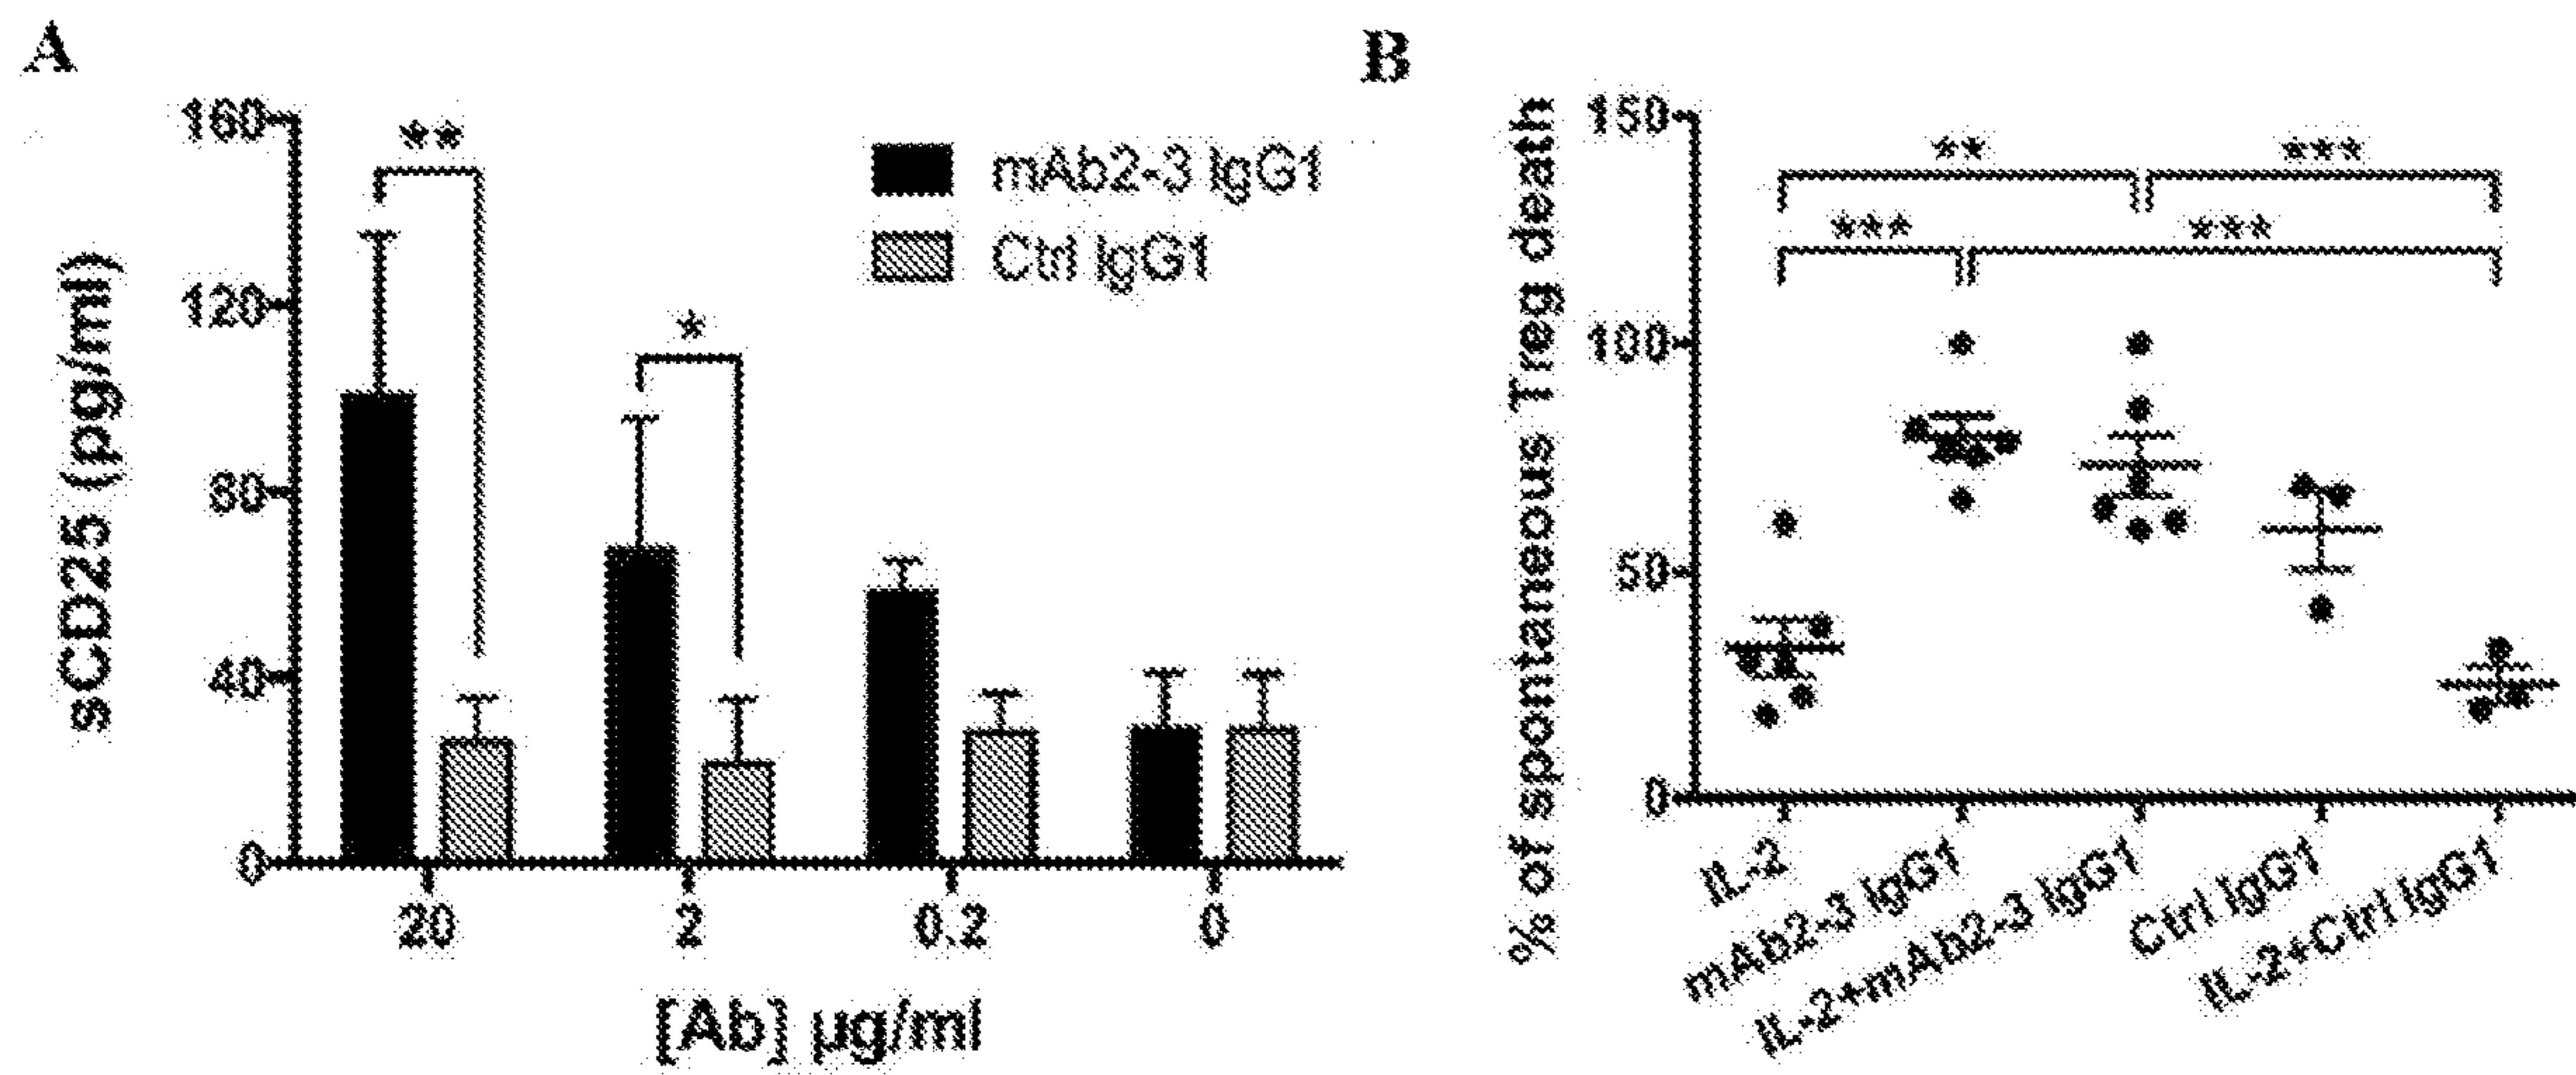 A
160
120
80
40
0
sCD25 (pg/ml)
**
*
mAb2-3 IgG1
Ctrl IgG1
20
2
0.2
0
[Ab] µg/ml
B
150
100
50
0
% of spontaneous Treg death
**
***
***
***
IL-2
mAb2-3 IgG1
IL-2+mAb2-3 IgG1
Ctrl IgG1
IL-2+Ctrl IgG1